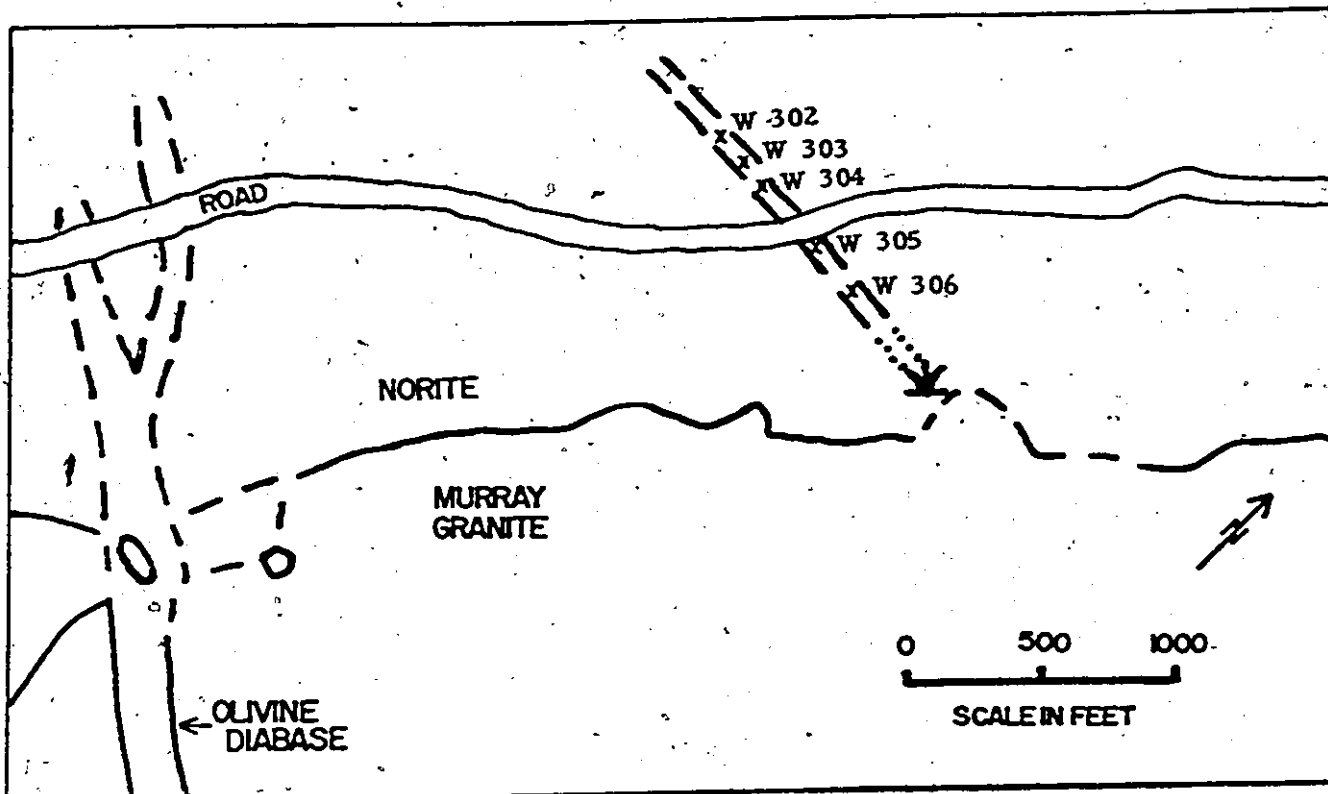 W 302
W 303
W 304
ROAD
W 305
W 306
NORITE
MURRAY
GRANITE
0 500 1000
SCALE IN FEET
OLIVINE
DIABASE